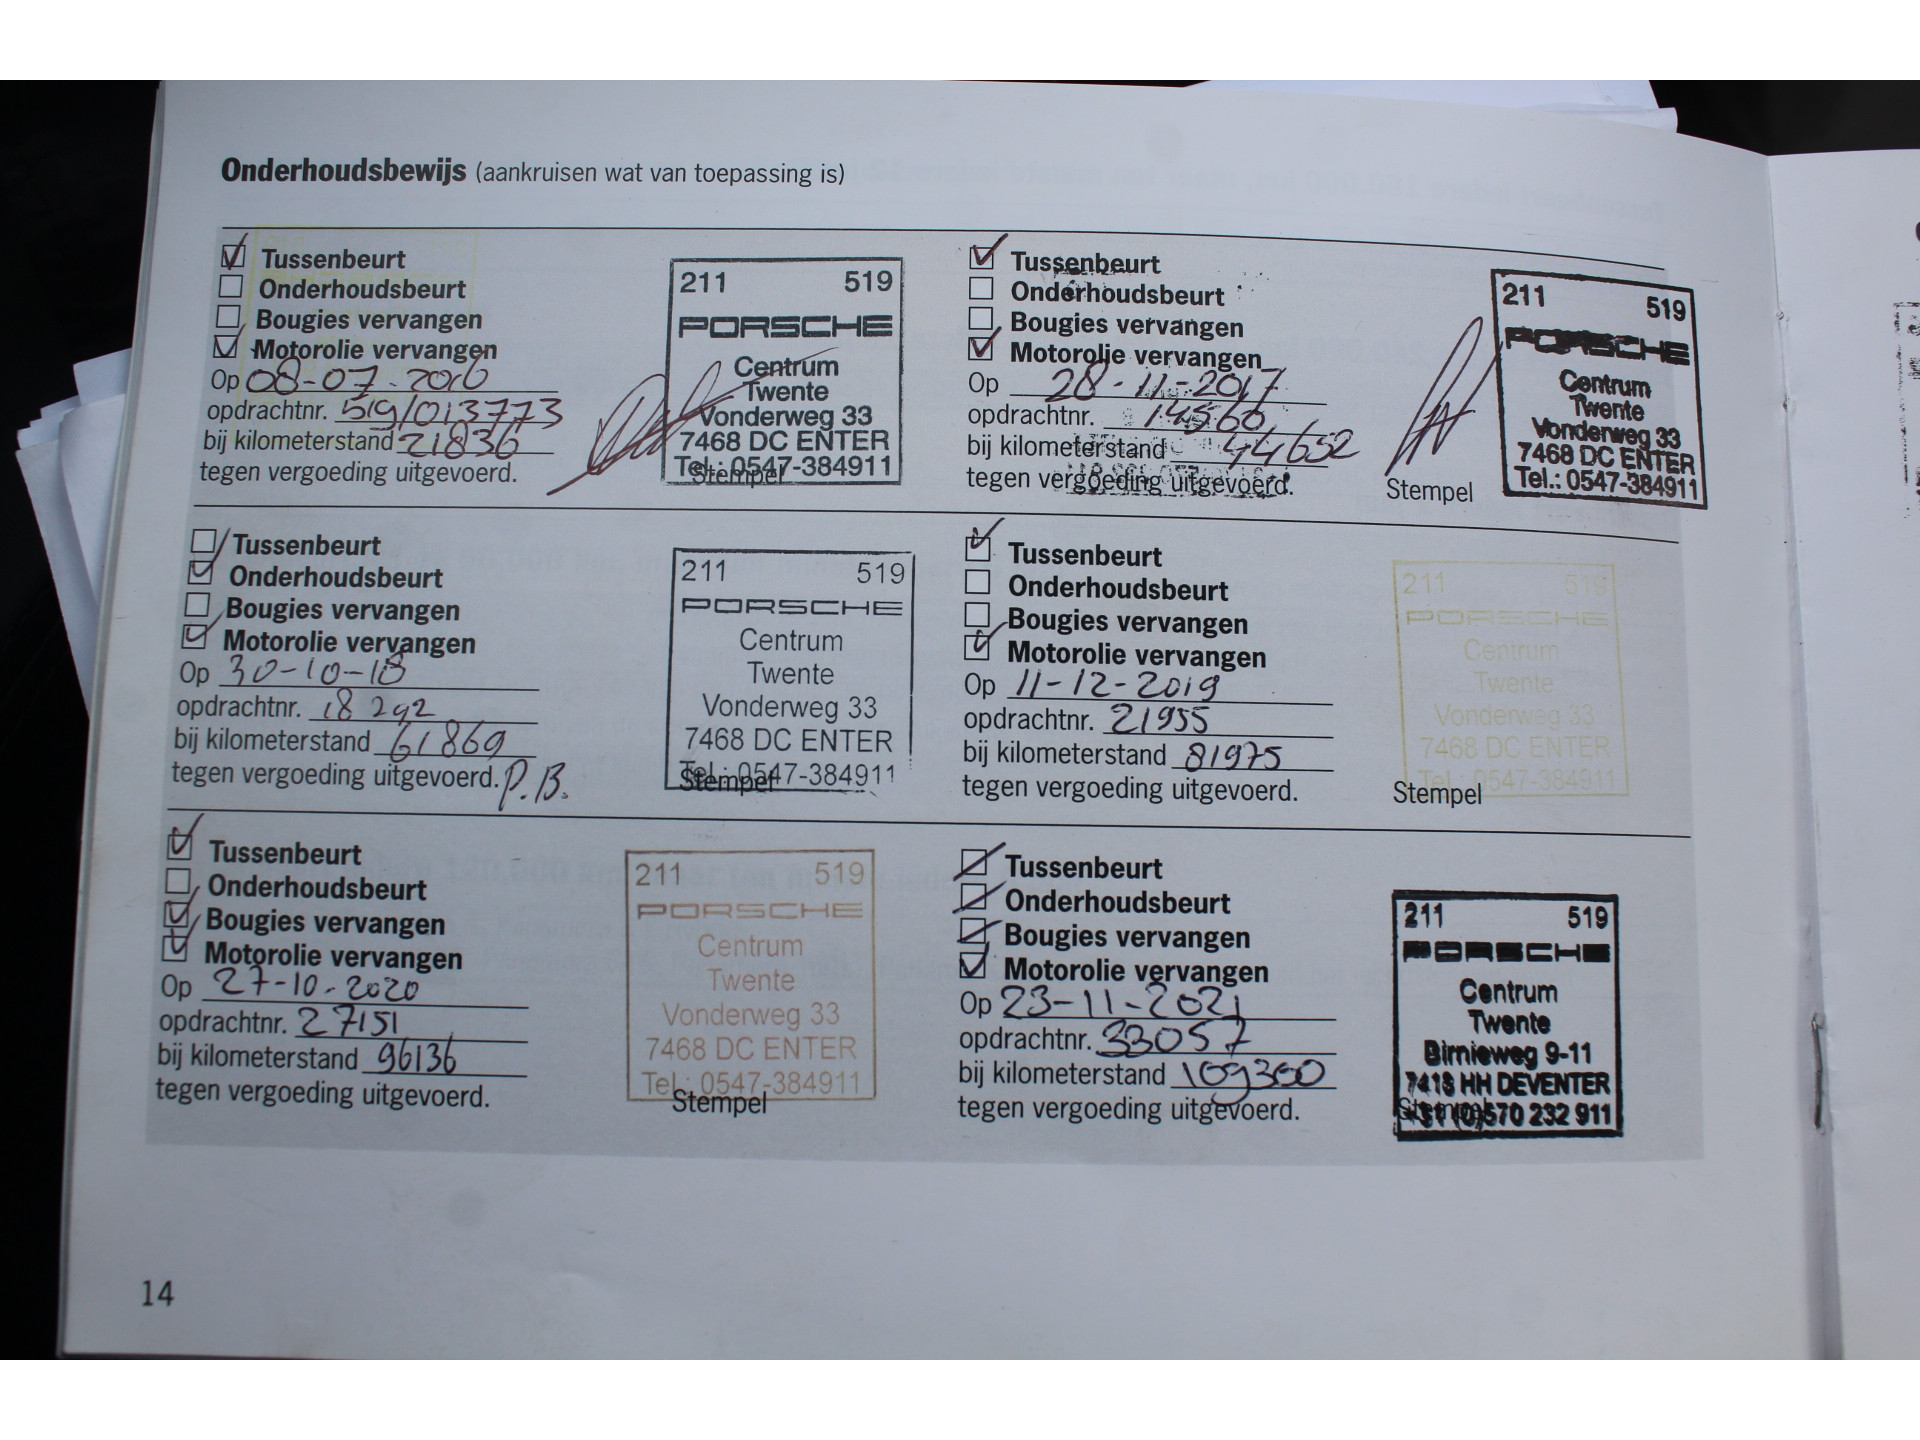 Onderhoudsbewijs (aankruisen wat van toepassing is)
Tussenbeurt
Onderhoudsbeurt
Bougies vervangen
Motorolie vervangen
Op 08-07-2016
opdrachtnr. 519/013773
bij kilometerstand 21836
tegen vergoeding uitgevoerd.
211 519
PORSCHE
Centrum
Twente
Vonderweg 33
7468 DC ENTER
Tel.: 0547-384911
Stempel
Tussenbeurt
Onderhoudsbeurt
Bougies vervangen
Motorolie vervangen
Op 28-11-2017
opdrachtnr. 14566
bij kilometerstand 44652
tegen vergoeding uitgevoerd.
Stempel
211 519
PORSCHE
Centrum
Twente
Vonderweg 33
7468 DC ENTER
Tel.: 0547-384911
Tussenbeurt
Onderhoudsbeurt
Bougies vervangen
Motorolie vervangen
Op 30-10-18
opdrachtnr. 18292
bij kilometerstand 61869
tegen vergoeding uitgevoerd. P.B.
211 519
PORSCHE
Centrum
Twente
Vonderweg 33
7468 DC ENTER
Tel.: 0547-384911
Stempel
Tussenbeurt
Onderhoudsbeurt
Bougies vervangen
Motorolie vervangen
Op 11-12-2019
opdrachtnr. 21955
bij kilometerstand 81975
tegen vergoeding uitgevoerd.
211 519
PORSCHE
Centrum
Twente
Vonderweg 33
7468 DC ENTER
Tel.: 0547-384911
Stempel
Tussenbeurt
Onderhoudsbeurt
Bougies vervangen
Motorolie vervangen
Op 27-10-2020
opdrachtnr. 27151
bij kilometerstand 96136
tegen vergoeding uitgevoerd.
211 519
PORSCHE
Centrum
Twente
Vonderweg 33
7468 DC ENTER
Tel.: 0547-384911
Stempel
Tussenbeurt
Onderhoudsbeurt
Bougies vervangen
Motorolie vervangen
Op 23-11-2021
opdrachtnr. 33057
bij kilometerstand 109300
tegen vergoeding uitgevoerd.
211 519
PORSCHE
Centrum
Twente
Birnieweg 9-11
7418 HH DEVENTER
+31 (0)570 232 911
Stempel
14